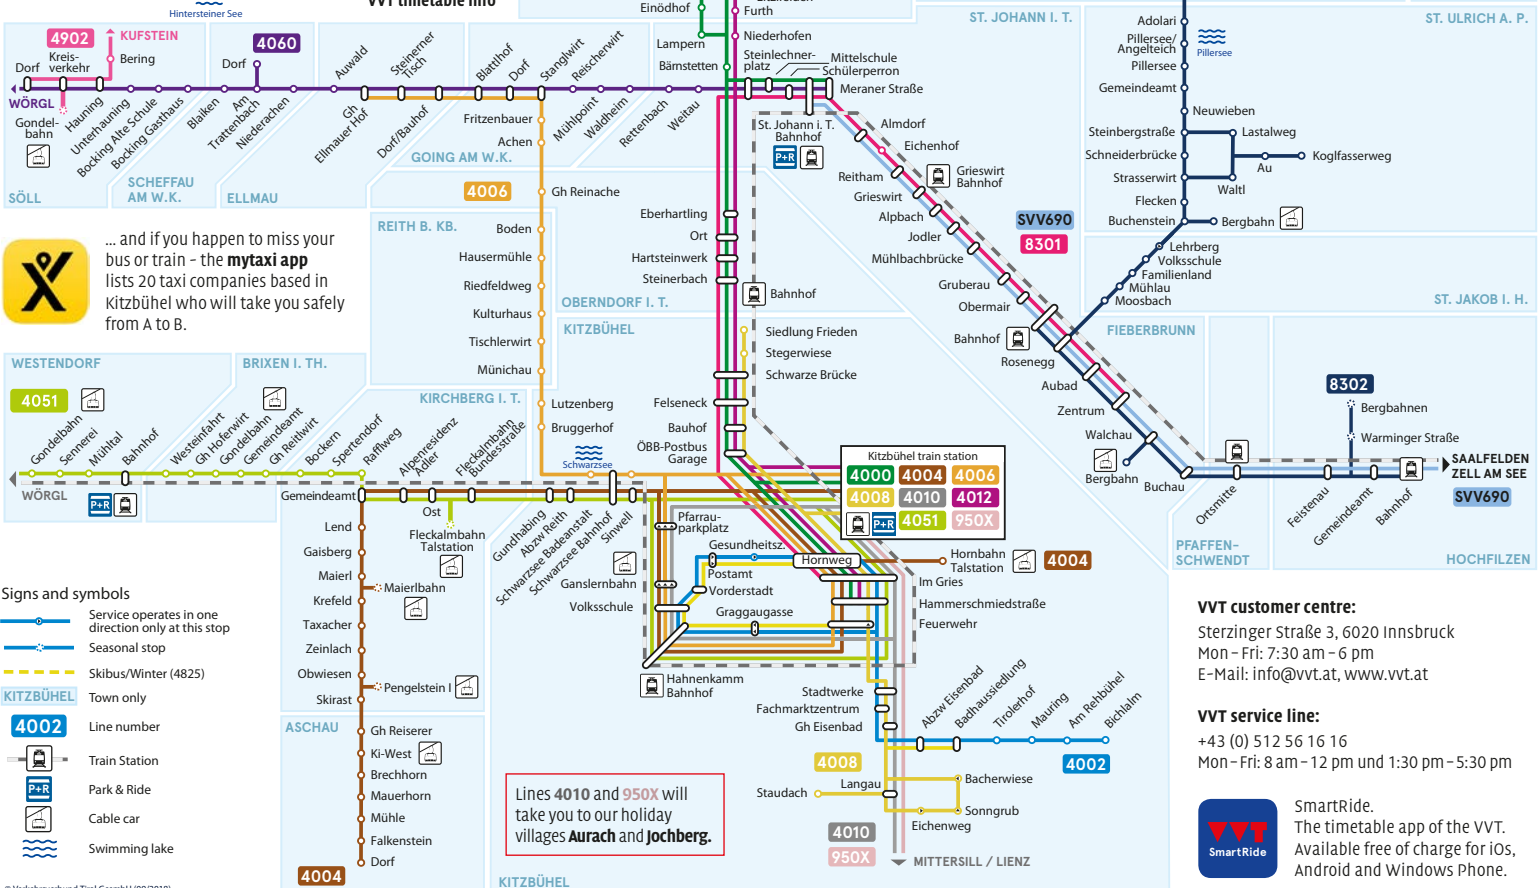 Hintersteiner See
VVT timetable info
Einödhof
Furth
Niederhofen
Lampern
Bärnstetten
Steinlechner-
platz
Mittelschule
Schülerperron
Meraner Straße
ST. JOHANN I. T.
ST. ULRICH A. P.
Adolari
Pillersee/
Angelteich
Pillersee
Pillersee
Gemeindeamt
Neuwieben
Steinbergstraße
Lastalweg
Schneiderbrücke
Koglfasserweg
Au
Strasserwirt
Waltl
Flecken
Buchenstein
Bergbahn
Lehrberg
Volksschule
Familienland
Mühlau
Moosbach
ST. JAKOB I. H.
4902
KUFSTEIN
Kreis-
verkehr
Dorf
Bering
4060
Dorf
WÖRGL
Gondel-
bahn
Hauning
Unterhauning
Bocking Alte Schule
Bocking Gasthaus
Blaiken
Am
Trattenbach
Niederachen
Auwald
Gh
Ellmauer Hof
Steinerner
Tisch
Dorf/Bauhof
Blattlhof
Dorf
Stanglwirt
Reischerwirt
Mühlpoint
Waldheim
Rettenbach
Weitau
SÖLL
SCHEFFAU
AM W.K.
ELLMAU
GOING AM W.K.
Fritzenbauer
Achen
4006
Gh Reinache
REITH B. KB.
Boden
Hausermühle
Riedfeldweg
Kulturhaus
Tischlerwirt
Münichau
Lutzenberg
Bruggerhof
OBERNDORF I. T.
KITZBÜHEL
St. Johann i. T.
Bahnhof
P+R
Almdorf
Eichenhof
Reitham
Grieswirt
Bahnhof
Grieswirt
Alpbach
Jodler
Mühlbachbrücke
Gruberau
Obermair
Bahnhof
Rosenegg
Aubad
Zentrum
Walchau
Bergbahn
Buchau
SVV690
8301
FIEBERBRUNN
Eberhartling
Ort
Hartsteinwerk
Steinerbach
Bahnhof
Siedlung Frieden
Stegerwiese
Schwarze Brücke
Felseneck
Bauhof
ÖBB-Postbus
Garage
... and if you happen to miss your
bus or train – the mytaxi app
lists 20 taxi companies based in
Kitzbühel who will take you safely
from A to B.
WESTENDORF
BRIXEN I. TH.
KIRCHBERG I. T.
4051
Gondelbahn
Sennerei
Mühltal
Bahnhof
Westeinfahrt
Gh Hoferwirt
Gondelbahn
Gemeindeamt
Gh Reitlwirt
Bockern
Spertendorf
Rafflweg
Alpenresidenz
Adler
Fleckalmbahn
Bundesstraße
WÖRGL
P+R
Gemeindeamt
Ost
Fleckalmbahn
Talstation
Schwarzsee
Gundhabing
Abzw Reith
Schwarzsee Badeanstalt
Schwarzsee Bahnhof
Sinwell
Lend
Gaisberg
Maierl
Maierlbahn
Krefeld
Taxacher
Zeinlach
Obwiesen
Pengelstein I
Skirast
ASCHAU
Gh Reiserer
Ki-West
Brechhorn
Mauerhorn
Mühle
Falkenstein
Dorf
4004
Kitzbühel train station
4000 4004 4006
4008 4010 4012
P+R 4051 950X
Pfarrau-
parkplatz
Gesundheitsz.
Hornweg
Hornbahn
Talstation
4004
Postamt
Vorderstadt
Ganslernbahn
Volksschule
Graggaugasse
Im Gries
Hammerschmiedstraße
Feuerwehr
Hahnenkamm
Bahnhof
Stadtwerke
Fachmarktzentrum
Gh Eisenbad
Abzw Eisenbad
Badhaussiedlung
Tirolerhof
Mauring
Am Rehbühel
Bichlalm
4002
4008
Staudach
Langau
Bacherwiese
Sonngrub
Eichenweg
4010
950X
MITTERSILL / LIENZ
KITZBÜHEL
Lines 4010 and 950X will
take you to our holiday
villages Aurach and Jochberg.
8302
Bergbahnen
Warminger Straße
SAALFELDEN
ZELL AM SEE
SVV690
Ortsmitte
Feistenau
Gemeindeamt
Bahnhof
PFAFFEN-
SCHWENDT
HOCHFILZEN
Signs and symbols
Service operates in one
direction only at this stop
Seasonal stop
Skibus/Winter (4825)
KITZBÜHEL Town only
4002 Line number
Train Station
P+R Park & Ride
Cable car
Swimming lake
VVT customer centre:
Sterzinger Straße 3, 6020 Innsbruck
Mon – Fri: 7:30 am – 6 pm
E-Mail: info@vvt.at, www.vvt.at
VVT service line:
+43 (0) 512 56 16 16
Mon – Fri: 8 am – 12 pm und 1:30 pm – 5:30 pm
VVT
SmartRide
SmartRide.
The timetable app of the VVT.
Available free of charge for iOs,
Android and Windows Phone.